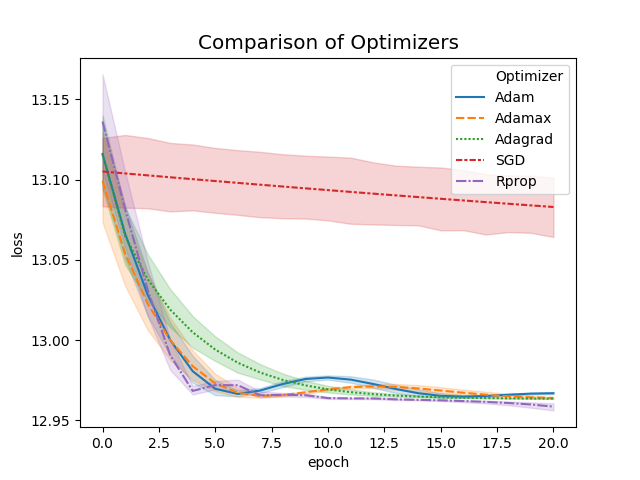 Comparison of Optimizers
Optimizer
Adam
Adamax
Adagrad
SGD
Rprop
loss
13.15
13.10
13.05
13.00
12.95
0.0 2.5 5.0 7.5 10.0 12.5 15.0 17.5 20.0
epoch